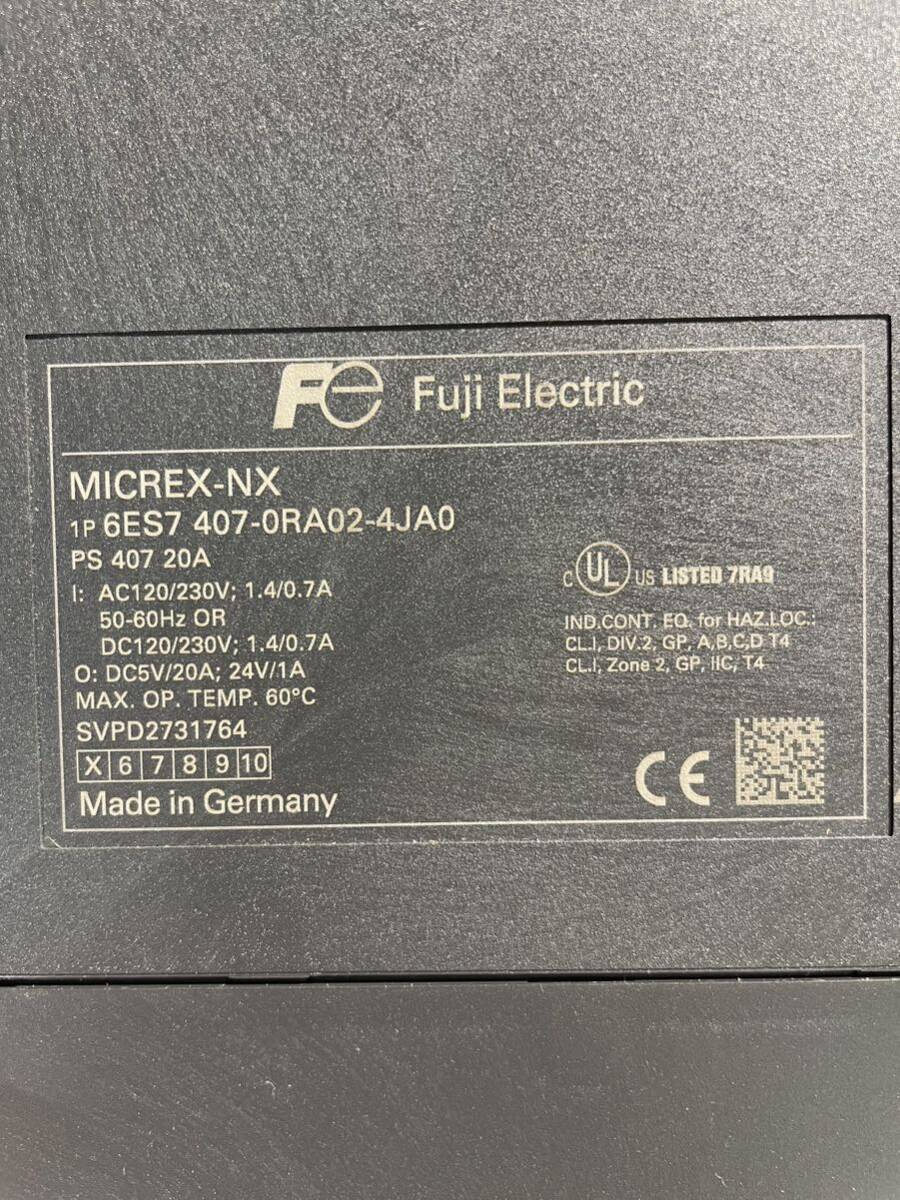 Fe Fuji Electric
MICREX-NX
1P 6ES7 407-0RA02-4JA0
PS 407 20A
I: AC120/230V; 1.4/0.7A
50-60Hz OR
DC120/230V; 1.4/0.7A
O: DC5V/20A; 24V/1A
MAX. OP. TEMP. 60°C
SVPD2731764
X 6 7 8 9 10
Made in Germany
C UL US LISTED 7RA9
IND.CONT. EQ. for HAZ.LOC.:
CL.I, DIV.2, GP, A,B,C,D T4
CL.I, Zone 2, GP, IIC, T4
CE